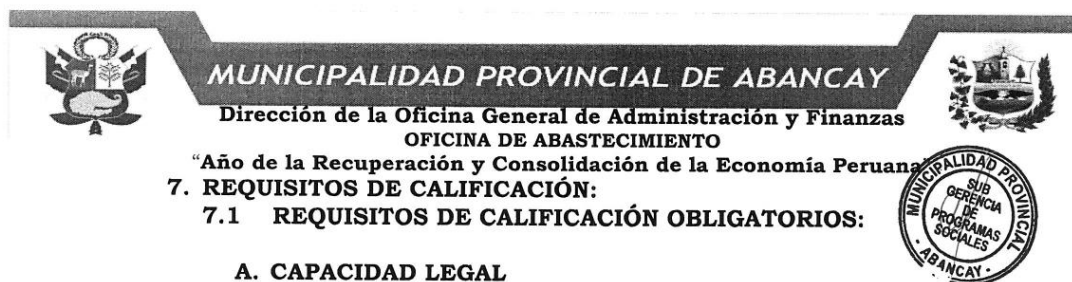 MUNICIPALIDAD PROVINCIAL DE ABANCAY
Dirección de la Oficina General de Administración y Finanzas
OFICINA DE ABASTECIMIENTO
"Año de la Recuperación y Consolidación de la Economía Peruana
7. REQUISITOS DE CALIFICACIÓN:
7.1 REQUISITOS DE CALIFICACIÓN OBLIGATORIOS:
MUNICIPALIDAD PROVINCIAL
SUB
GERENCIA
DE
PROGRAMAS
SOCIALES
- ABANCAY -
A. CAPACIDAD LEGAL